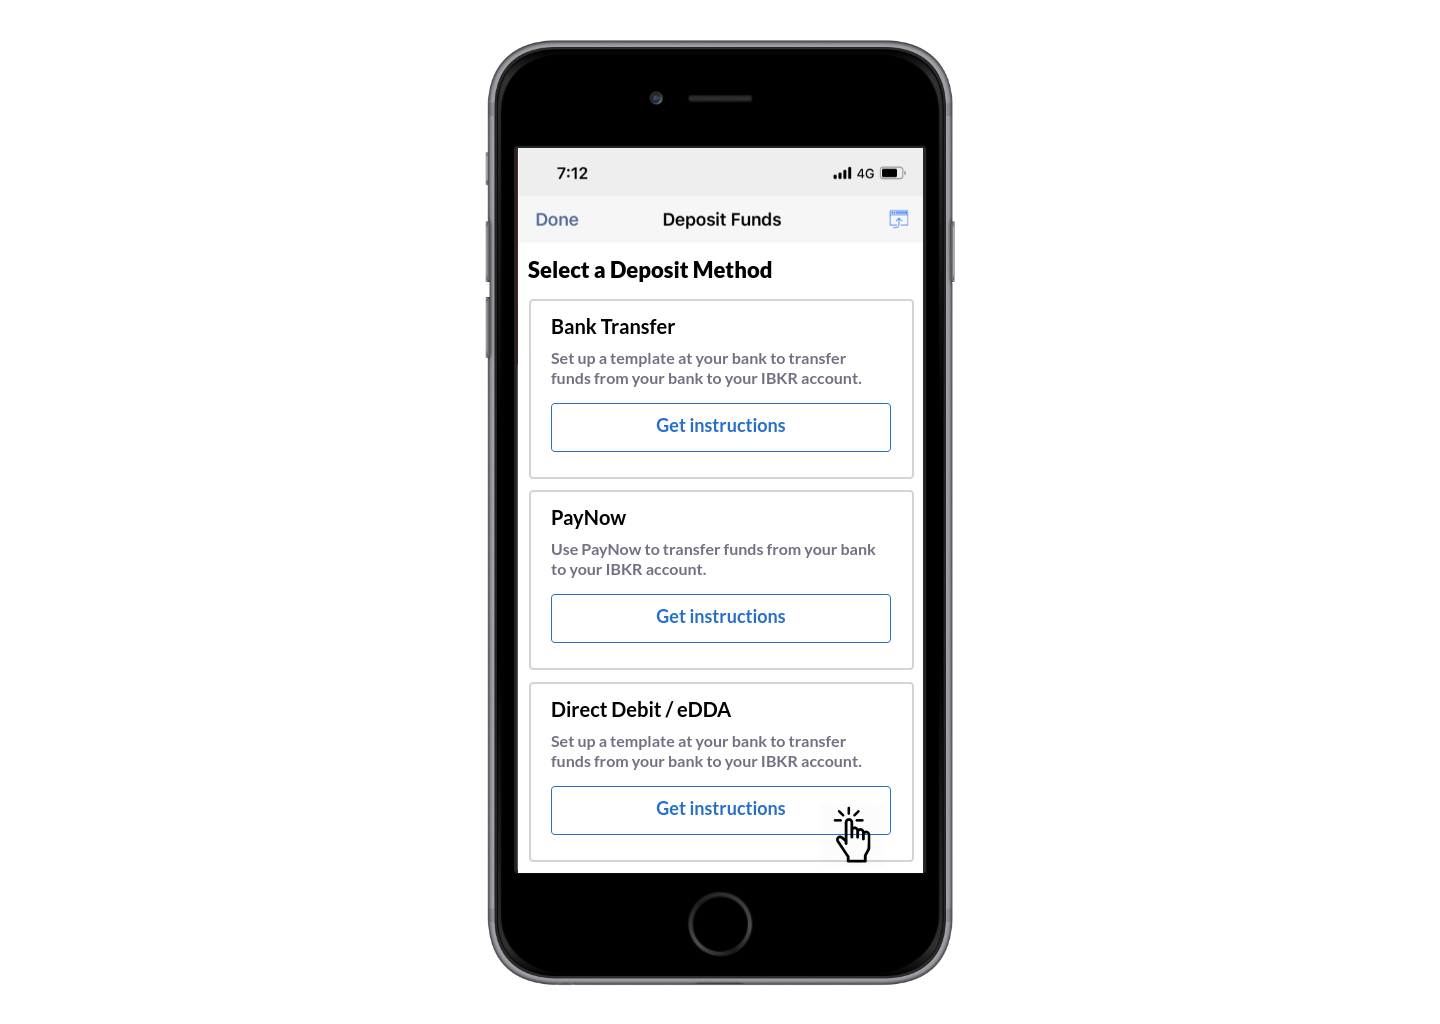 7:12 4G
Done Deposit Funds
Select a Deposit Method
Bank Transfer
Set up a template at your bank to transfer
funds from your bank to your IBKR account.
Get instructions
PayNow
Use PayNow to transfer funds from your bank
to your IBKR account.
Get instructions
Direct Debit / eDDA
Set up a template at your bank to transfer
funds from your bank to your IBKR account.
Get instructions